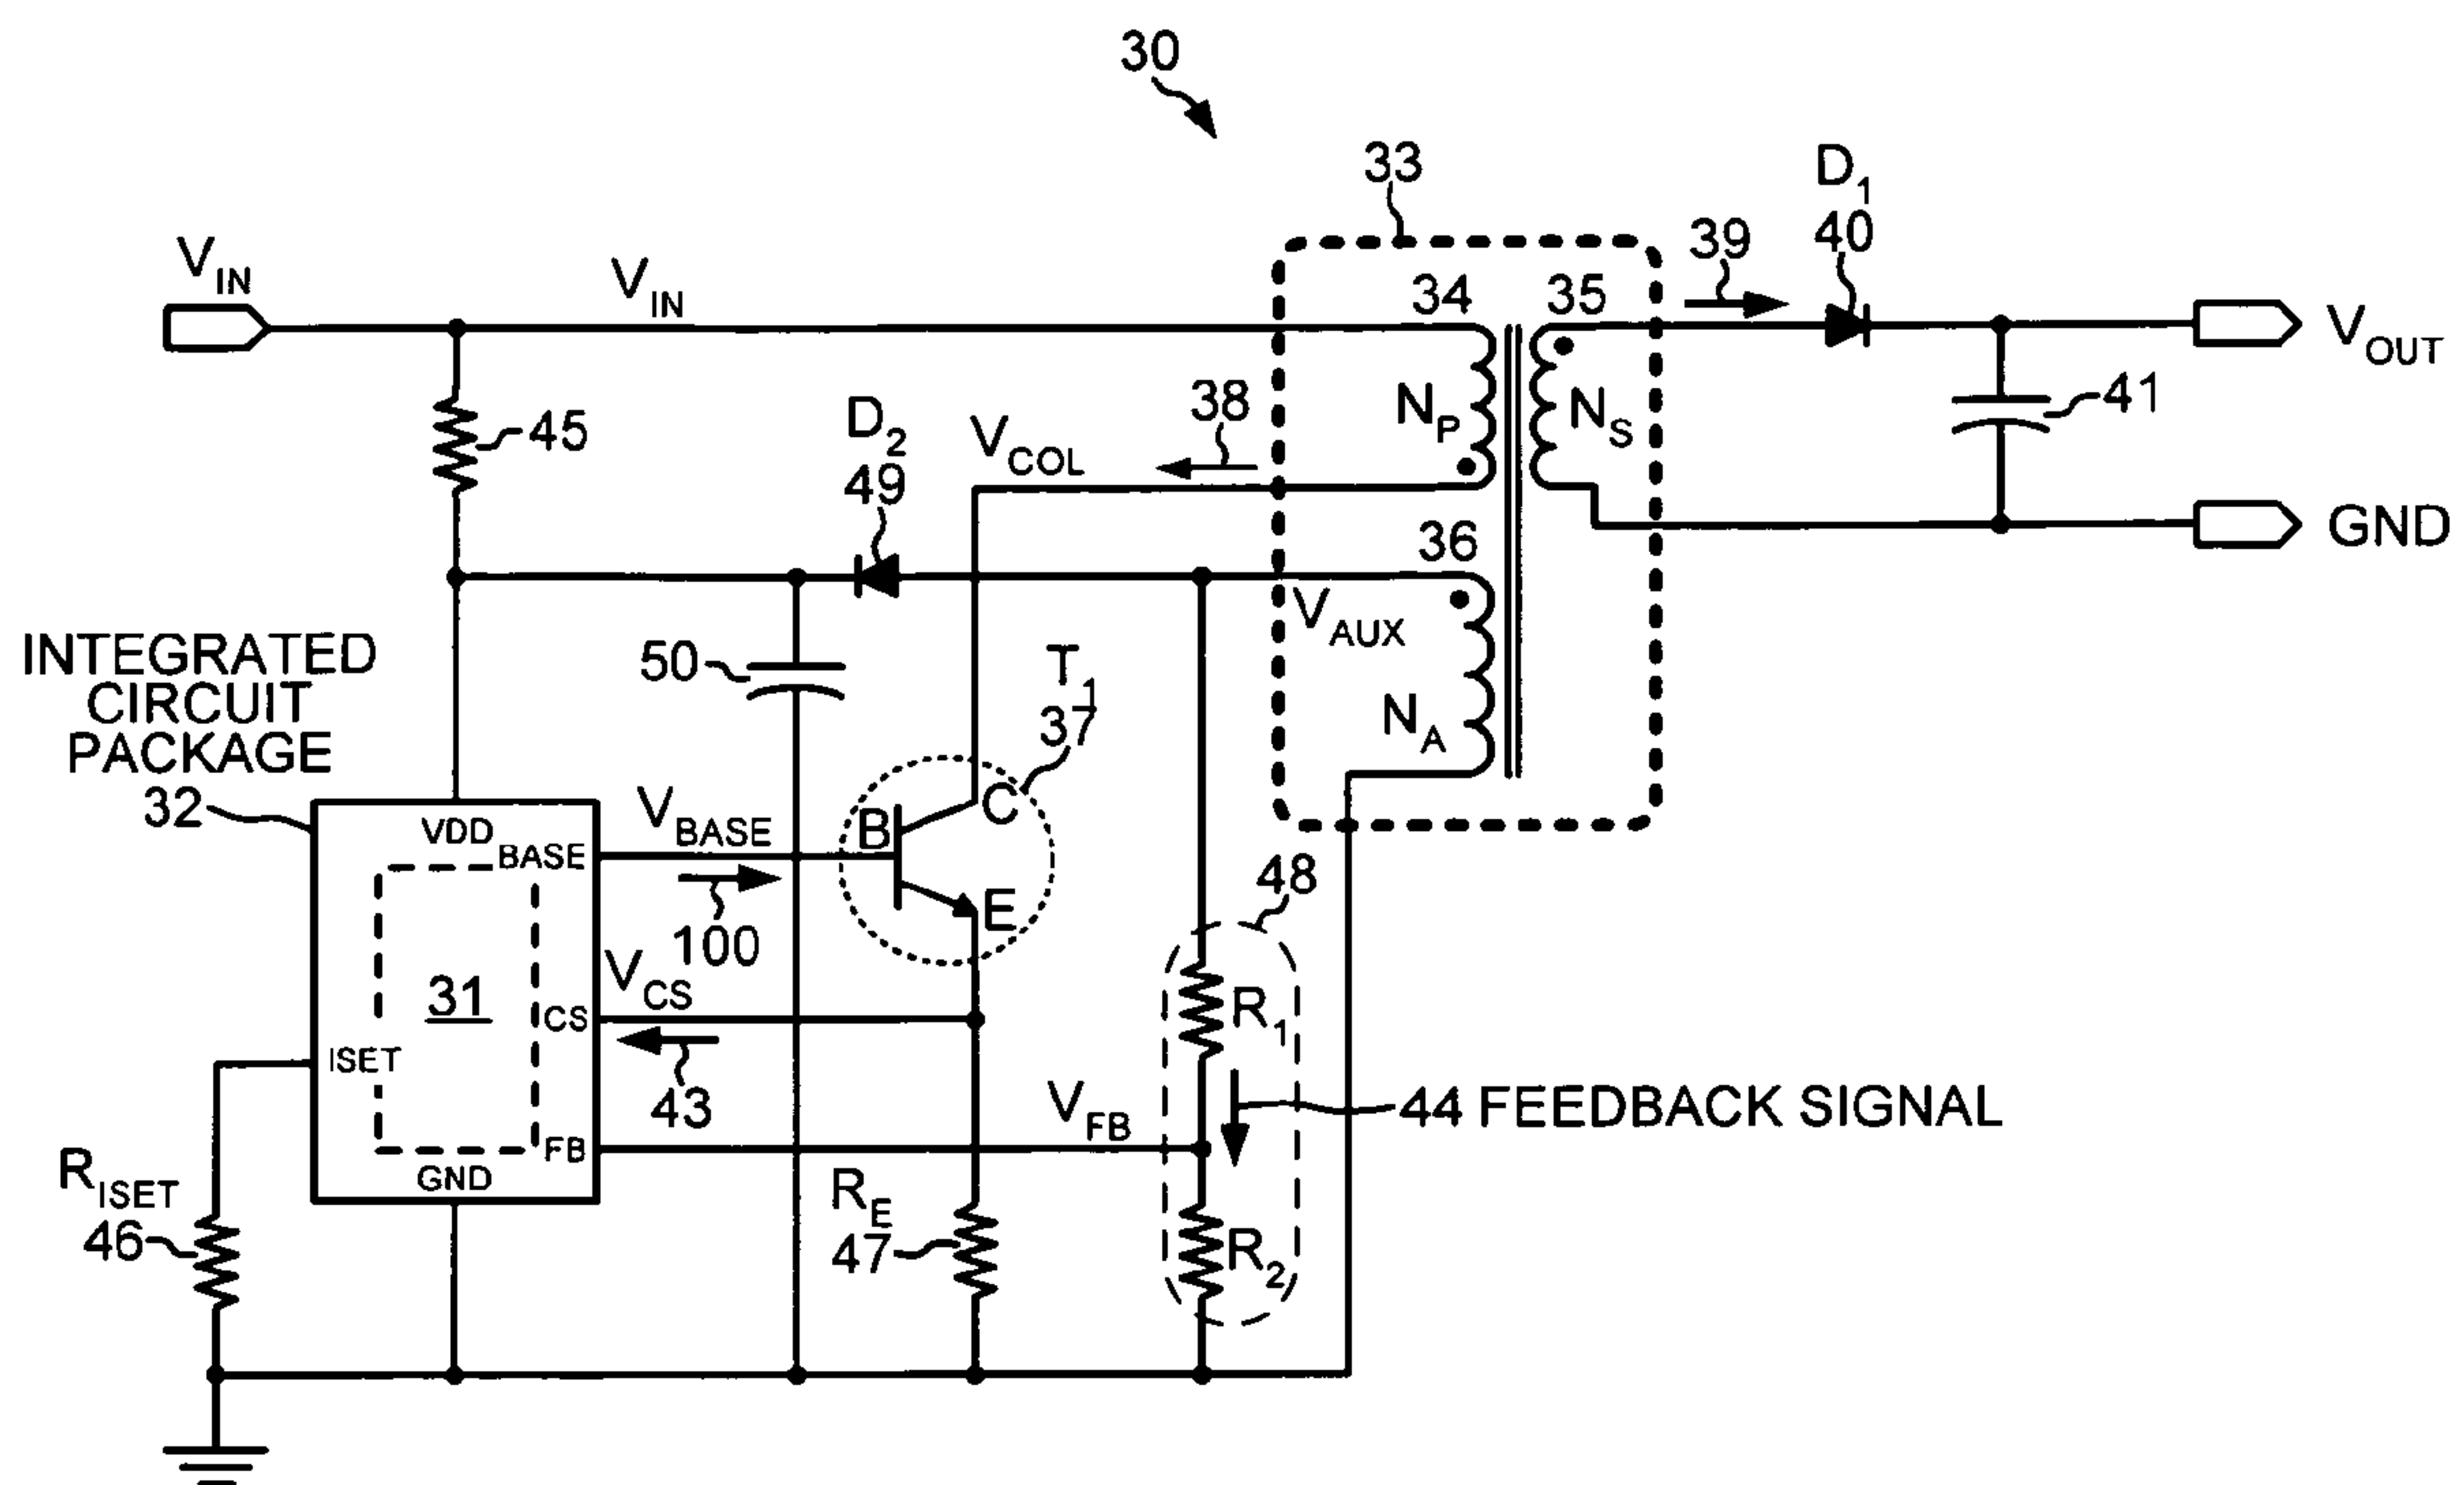 30
33
D1
40
39
VIN
VIN
34
35
VOUT
NP
NS
41
45
D2
49
VCOL
38
GND
36
VAUX
NA
INTEGRATED
CIRCUIT
PACKAGE
32
50
T1
37
VDD
BASE
VBASE
100
B
C
E
48
31
VCS
CS
43
R1
ISET
44 FEEDBACK SIGNAL
VFB
FB
GND
RISET
46
RE
47
R2